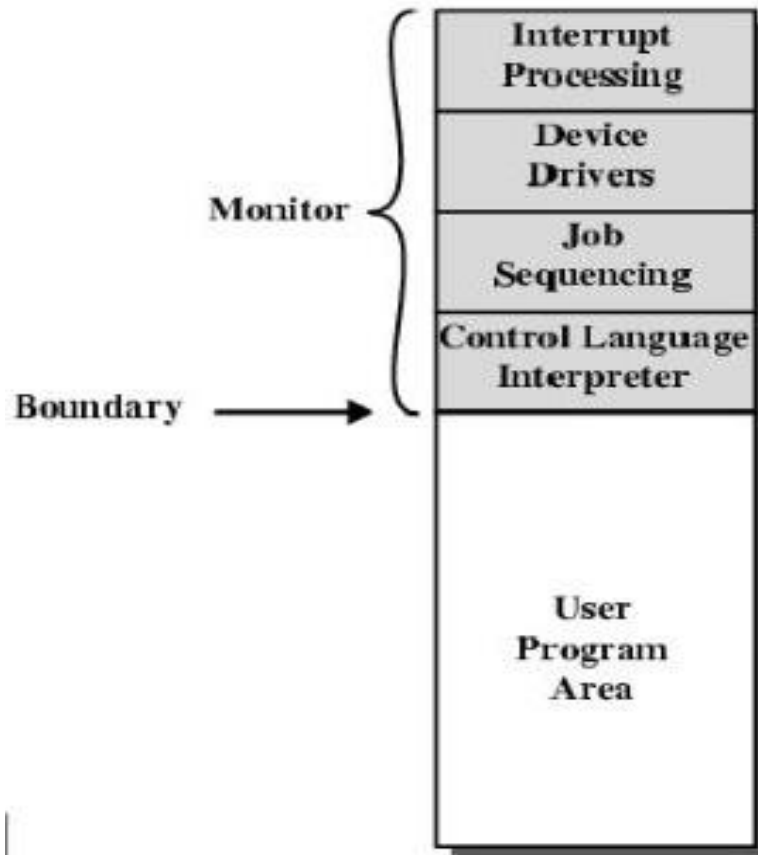 Interrupt
Processing
Device
Drivers
Monitor
Job
Sequencing
Control Language
Interpreter
Boundary
User
Program
Area